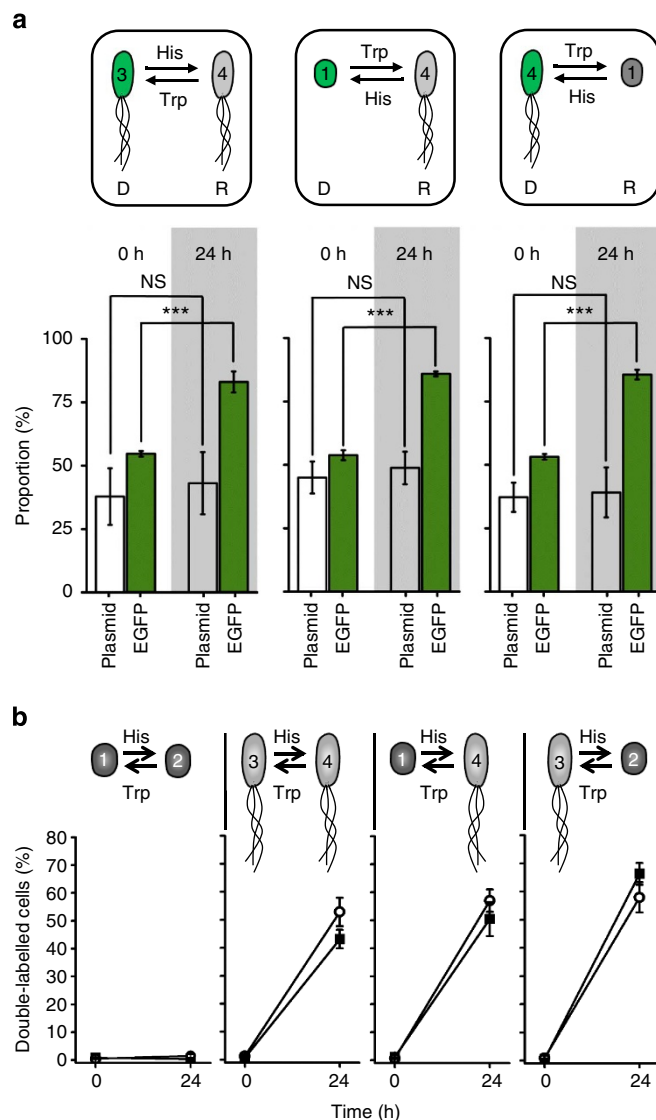 a
His Trp Trp
3 4 1 4 4 1
Trp His His
D R D R D R
0 h 24 h 0 h 24 h 0 h 24 h
NS NS NS
*** *** ***
Proportion (%)
100
75
50
25
0
Plasmid EGFP Plasmid EGFP Plasmid EGFP Plasmid EGFP Plasmid EGFP Plasmid EGFP
b
His His His His
1 2 3 4 1 4 3 2
Trp Trp Trp Trp
Double-labelled cells (%)
80
70
60
50
40
30
20
10
0
0 24 0 24 0 24 0 24
Time (h)